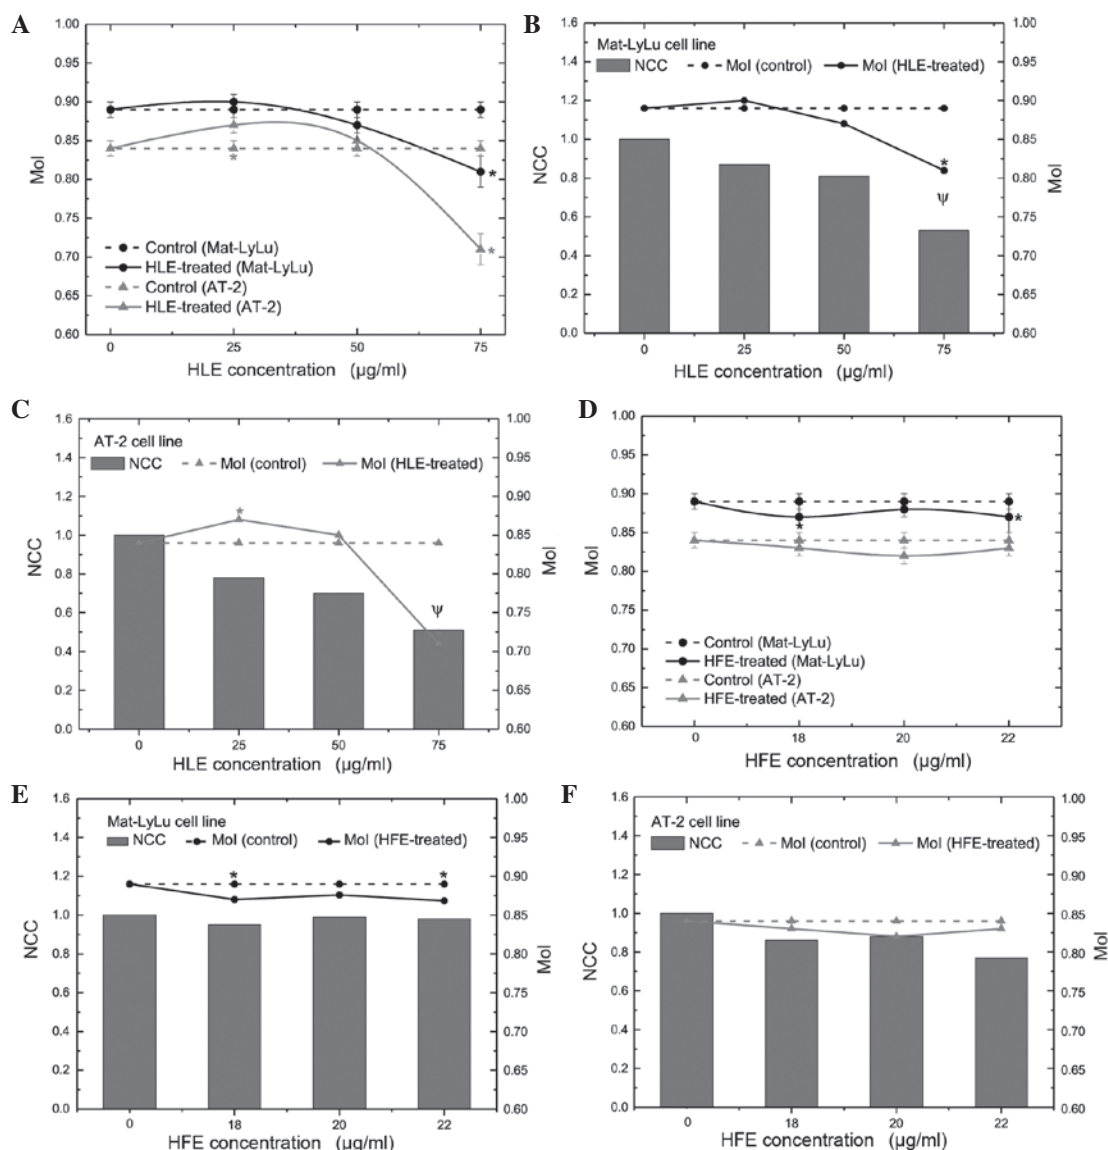 A
1.00
0.95
0.90
0.85
0.80
0.75
0.70
0.65
0.60
MoI
*
*
*
Control (Mat-LyLu)
HLE-treated (Mat-LyLu)
Control (AT-2)
HLE-treated (AT-2)
0 25 50 75
HLE concentration (μg/ml)
B
1.6 1.00
1.4 0.95
1.2 0.90
1.0 0.85
0.8 0.80
0.6 0.75
0.4 0.70
0.2 0.65
0.0 0.60
NCC
MoI
Mat-LyLu cell line
NCC MoI (control) MoI (HLE-treated)
*
ψ
0 25 50 75
HLE concentration (μg/ml)
C
1.6 1.00
1.4 0.95
1.2 0.90
1.0 0.85
0.8 0.80
0.6 0.75
0.4 0.70
0.2 0.65
0.0 0.60
NCC
MoI
AT-2 cell line
NCC MoI (control) MoI (HLE-treated)
*
ψ
0 25 50 75
HLE concentration (μg/ml)
D
1.00
0.95
0.90
0.85
0.80
0.75
0.70
0.65
0.60
MoI
*
*
Control (Mat-LyLu)
HFE-treated (Mat-LyLu)
Control (AT-2)
HFE-treated (AT-2)
0 18 20 22
HFE concentration (μg/ml)
E
1.6 1.00
1.4 0.95
1.2 0.90
1.0 0.85
0.8 0.80
0.6 0.75
0.4 0.70
0.2 0.65
0.0 0.60
NCC
MoI
Mat-LyLu cell line
NCC MoI (control) MoI (HFE-treated)
* *
0 18 20 22
HFE concentration (μg/ml)
F
1.6 1.00
1.4 0.95
1.2 0.90
1.0 0.85
0.8 0.80
0.6 0.75
0.4 0.70
0.2 0.65
0.0 0.60
NCC
MoI
AT-2 cell line
NCC MoI (control) MoI (HFE-treated)
0 18 20 22
HFE concentration (μg/ml)